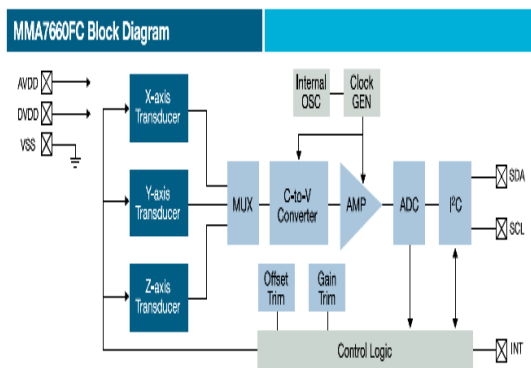 MMA7660FC Block Diagram
AVDD
DVDD
VSS
X-axis
Transducer
Y-axis
Transducer
Z-axis
Transducer
Internal
OSC
Clock
GEN
MUX
C-to-V
Converter
AMP
ADC
I²C
SDA
SCL
Offset
Trim
Gain
Trim
Control Logic
INT